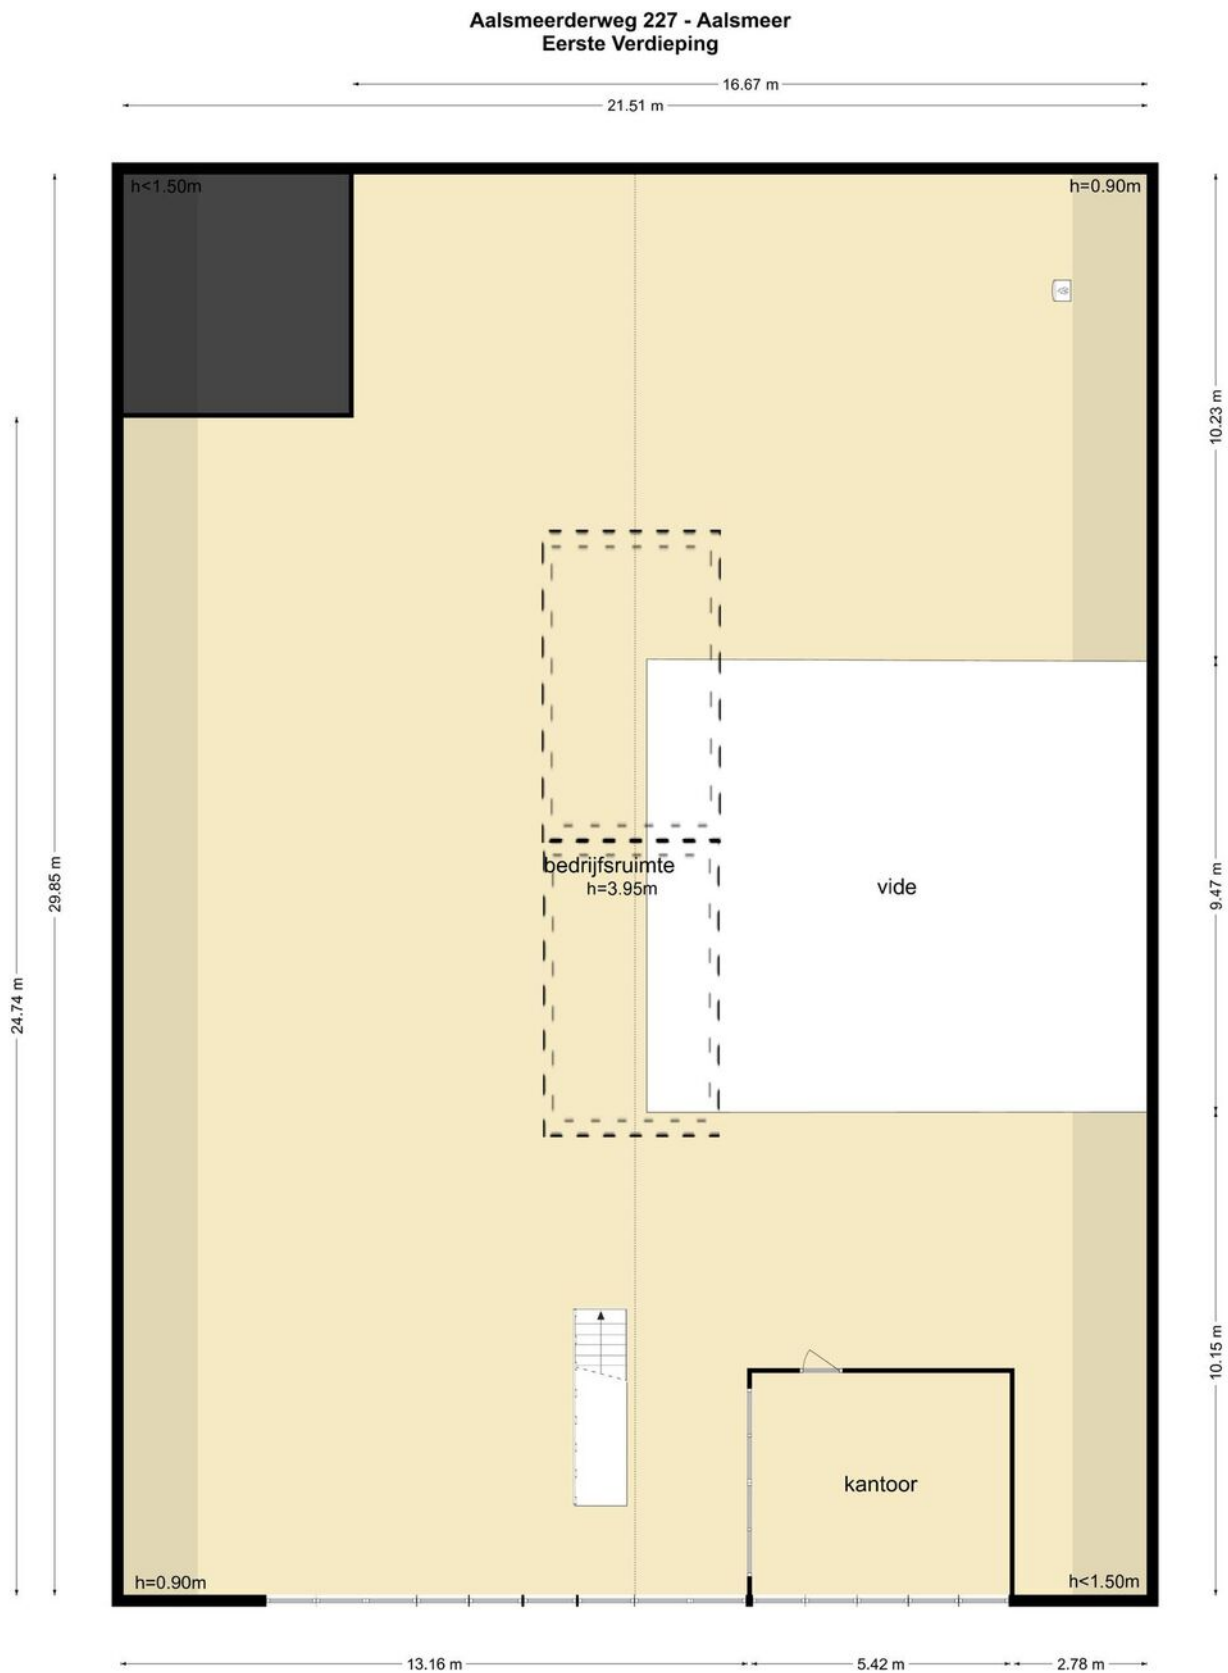 Aalsmeerderweg 227 - Aalsmeer
Eerste Verdieping
16.67 m
21.51 m
h<1.50m
h=0.90m
10.23 m
29.85 m
24.74 m
bedrijfsruimte
h=3.95m
vide
9.47 m
10.15 m
kantoor
h=0.90m
h<1.50m
13.16 m
5.42 m
2.78 m